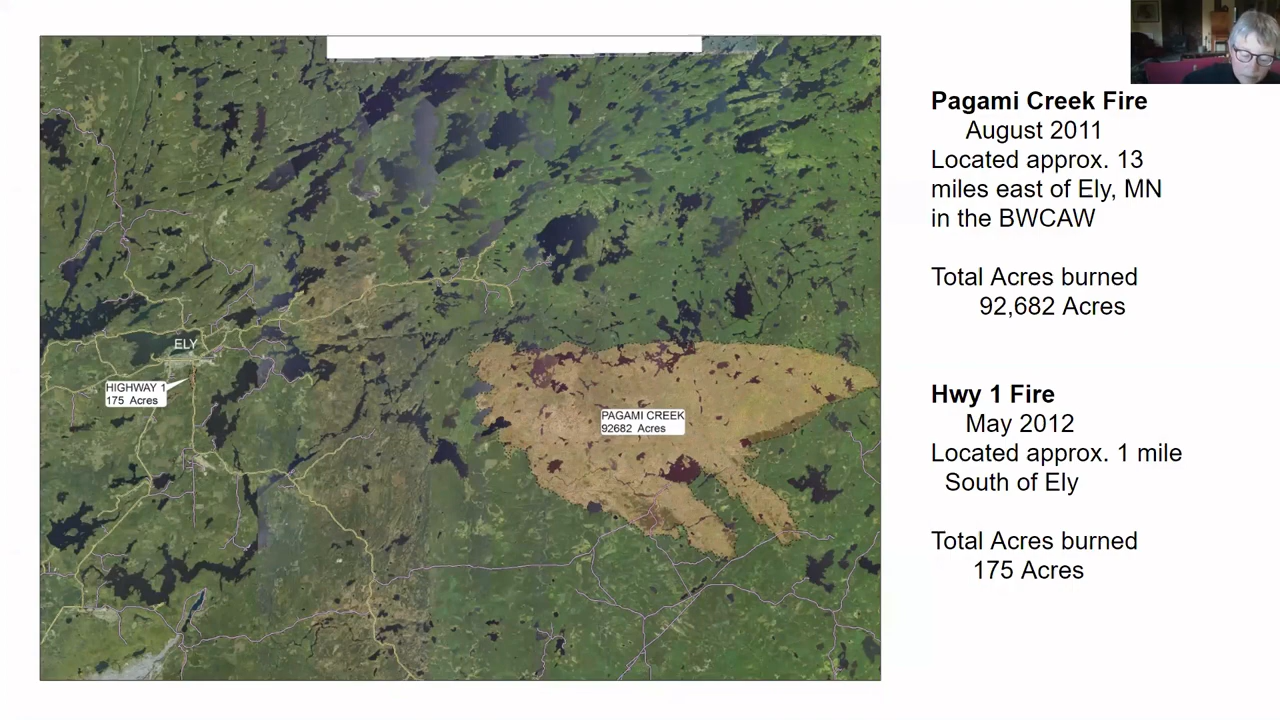 ELY
HIGHWAY 1
175 Acres
PAGAMI CREEK
92682 Acres
Pagami Creek Fire
August 2011
Located approx. 13
miles east of Ely, MN
in the BWCAW
Total Acres burned
92,682 Acres
Hwy 1 Fire
May 2012
Located approx. 1 mile
South of Ely
Total Acres burned
175 Acres